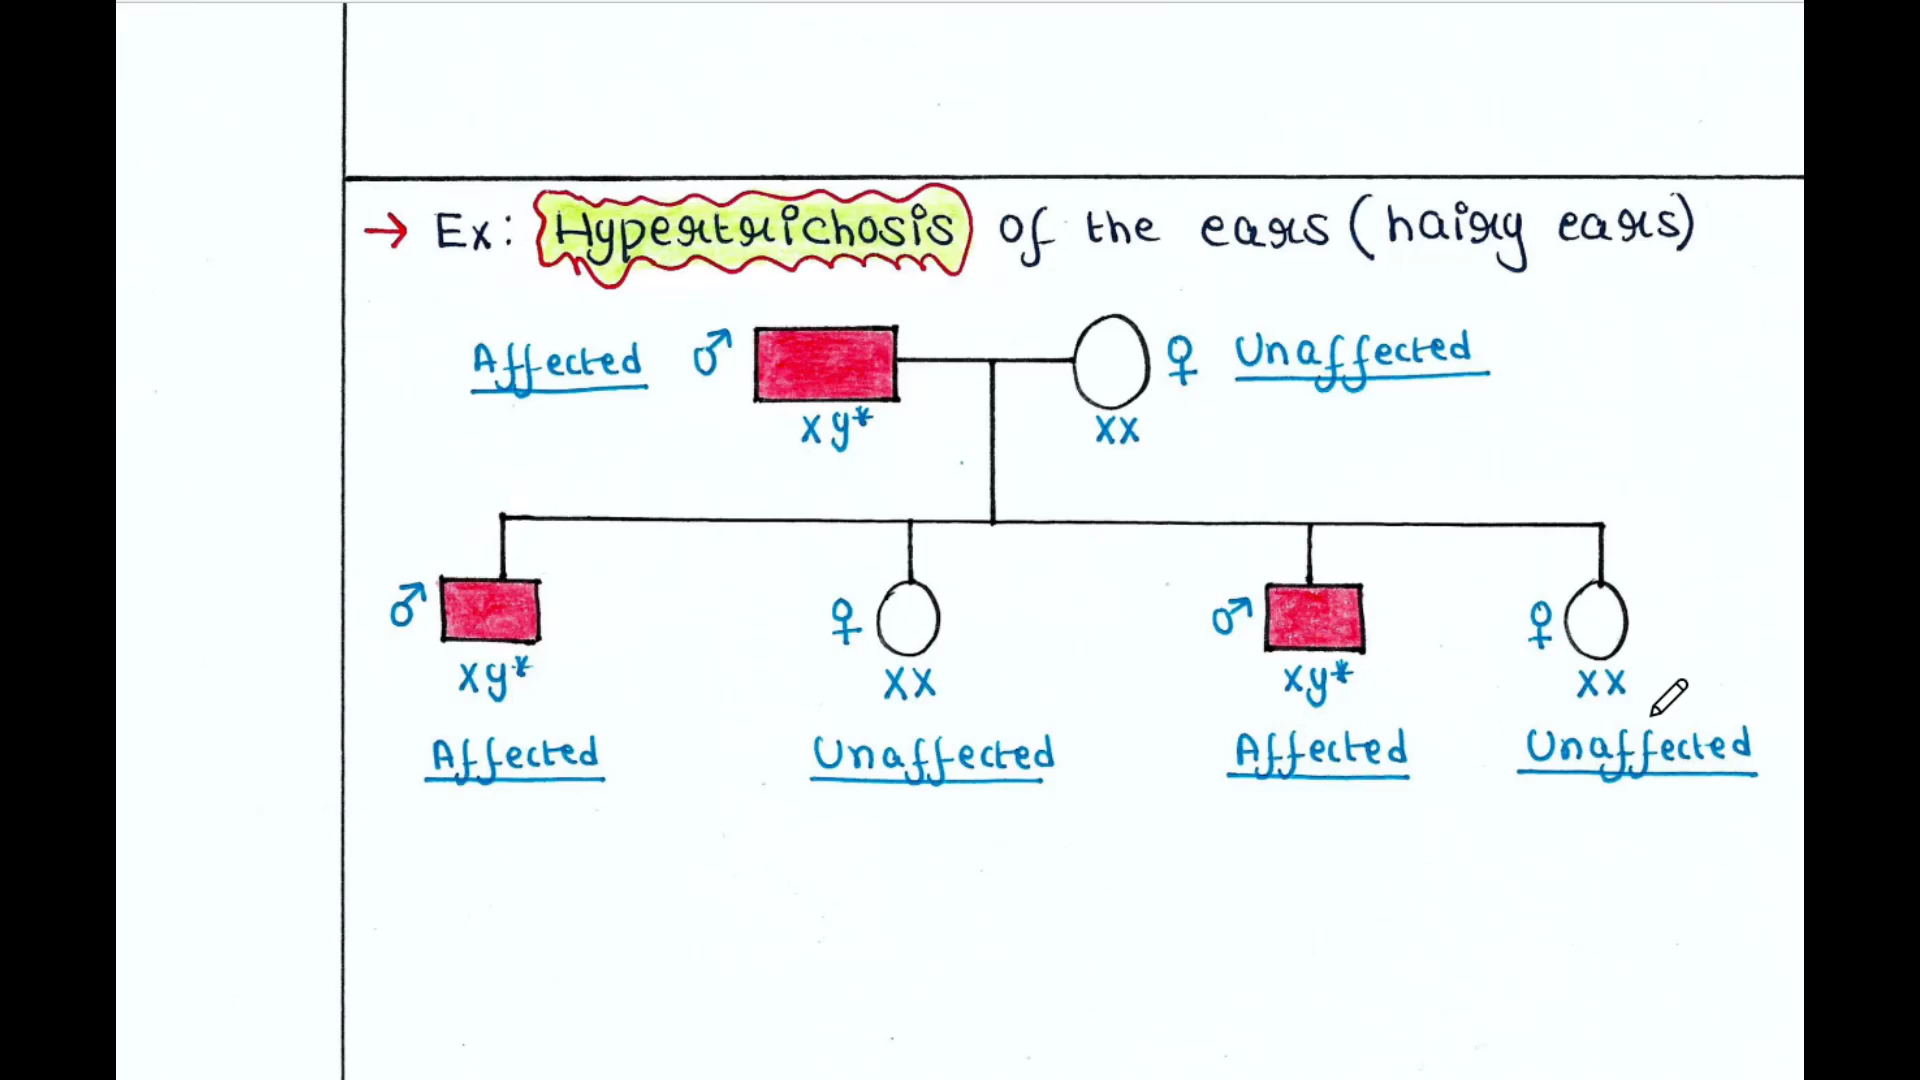 → Ex: Hypertrichosis of the ears (hairy ears)
Affected ♂ ♀ Unaffected
xy* xx
♂ ♀ ♂ ♀
xy* xx xy* xx
Affected Unaffected Affected Unaffected